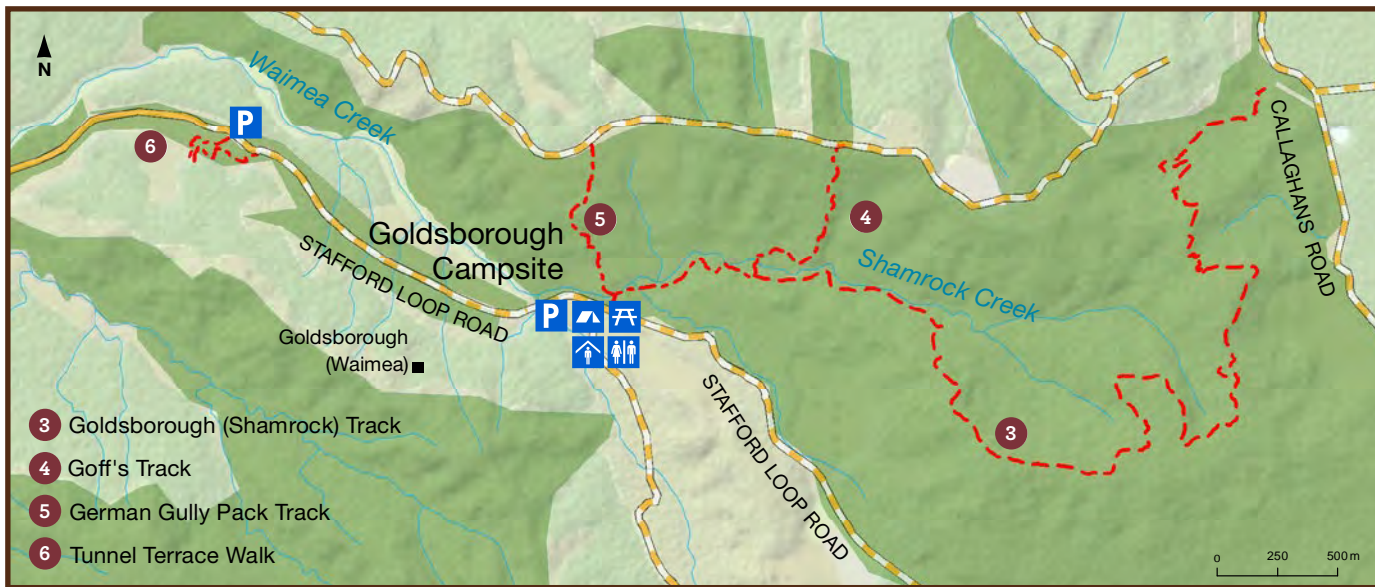 N
Waimea Creek
P
6
5
4
Goldsborough
Campsite
STAFFORD LOOP ROAD
Shamrock Creek
CALLAGHANS ROAD
P
Goldsborough
(Waimea)
STAFFORD LOOP ROAD
3
3 Goldsborough (Shamrock) Track
4 Goff's Track
5 German Gully Pack Track
6 Tunnel Terrace Walk
0 250 500 m